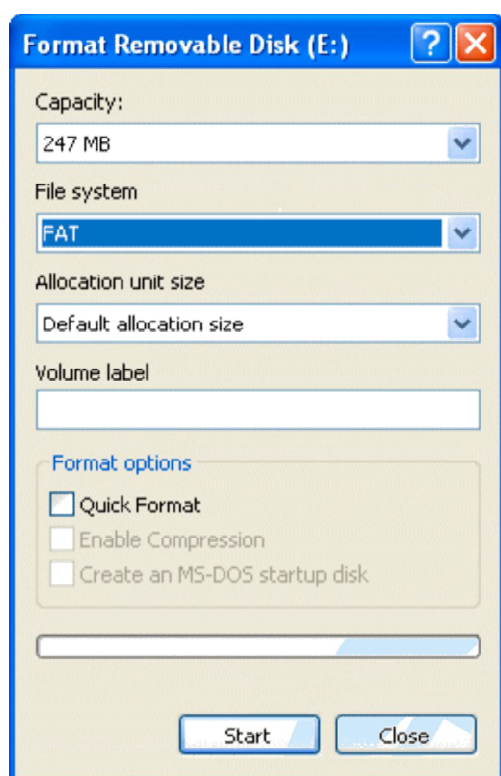 Format Removable Disk (E:)
Capacity:
247 MB
File system
FAT
Allocation unit size
Default allocation size
Volume label
Format options
Quick Format
Enable Compression
Create an MS-DOS startup disk
Start Close